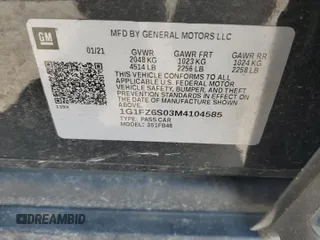 GM
MFD BY GENERAL MOTORS LLC
01/21 GVWR GAWR FRT GAWR RR
2048 KG 1023 KG 1024 KG
4514 LB 2256 LB 2258 LB
THIS VEHICLE CONFORMS TO ALL APPLICABLE U.S. FEDERAL MOTOR VEHICLE SAFETY, BUMPER, AND THEFT PREVENTION STANDARDS IN EFFECT ON THE DATE OF MANUFACTURE SHOWN ABOVE.
1G1FZ6S03M4104585
TYPE: PASS CAR
MODEL: 351FB48
DREAMBID